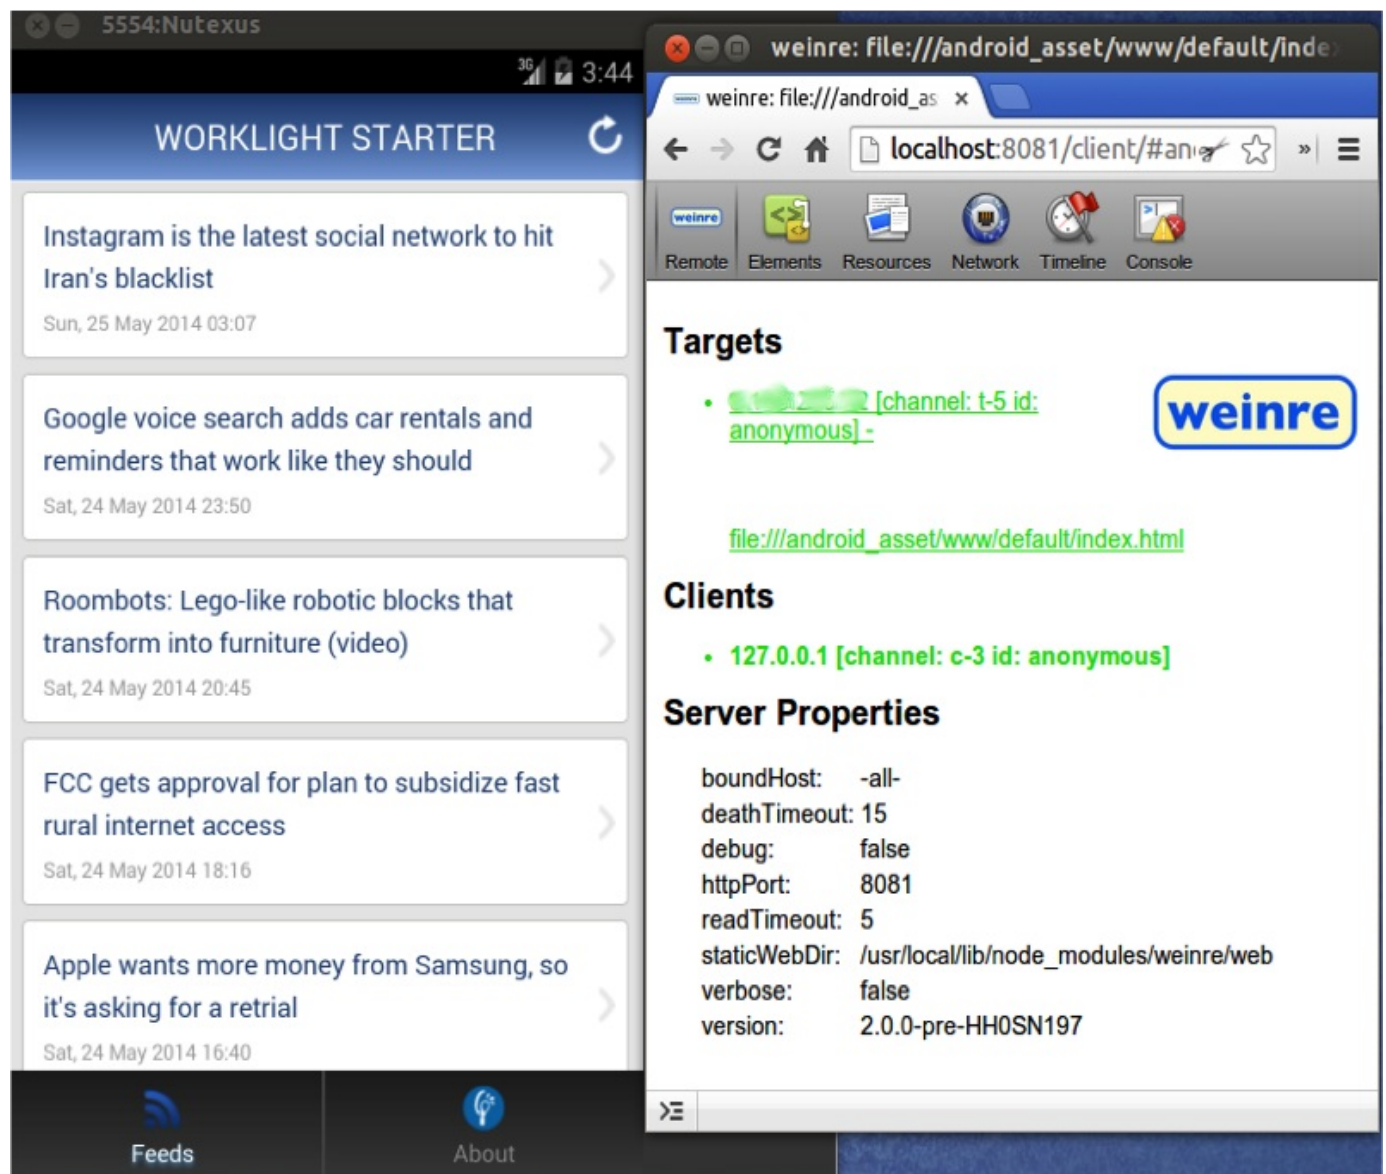 5554:Nutexus
3G 3:44
WORKLIGHT STARTER
Instagram is the latest social network to hit
Iran's blacklist
Sun, 25 May 2014 03:07
Google voice search adds car rentals and
reminders that work like they should
Sat, 24 May 2014 23:50
Roombots: Lego-like robotic blocks that
transform into furniture (video)
Sat, 24 May 2014 20:45
FCC gets approval for plan to subsidize fast
rural internet access
Sat, 24 May 2014 18:16
Apple wants more money from Samsung, so
it's asking for a retrial
Sat, 24 May 2014 16:40
Feeds
About
weinre: file:///android_asset/www/default/inde
weinre: file:///android_as
localhost:8081/client/#an
weinre
Remote Elements Resources Network Timeline Console
Targets
[channel: t-5 id:
anonymous] -
weinre
file:///android_asset/www/default/index.html
Clients
127.0.0.1 [channel: c-3 id: anonymous]
Server Properties
boundHost: -all-
deathTimeout: 15
debug: false
httpPort: 8081
readTimeout: 5
staticWebDir: /usr/local/lib/node_modules/weinre/web
verbose: false
version: 2.0.0-pre-HH0SN197